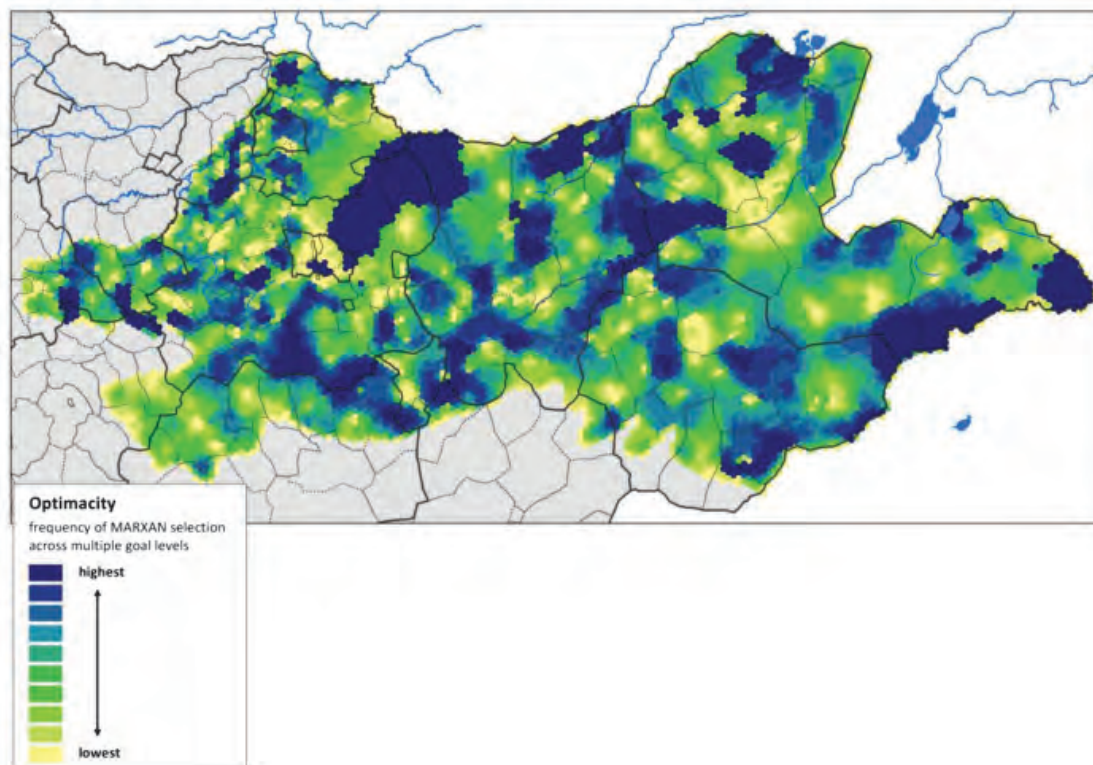 Optimacity
frequency of MARXAN selection
across multiple goal levels
highest
lowest